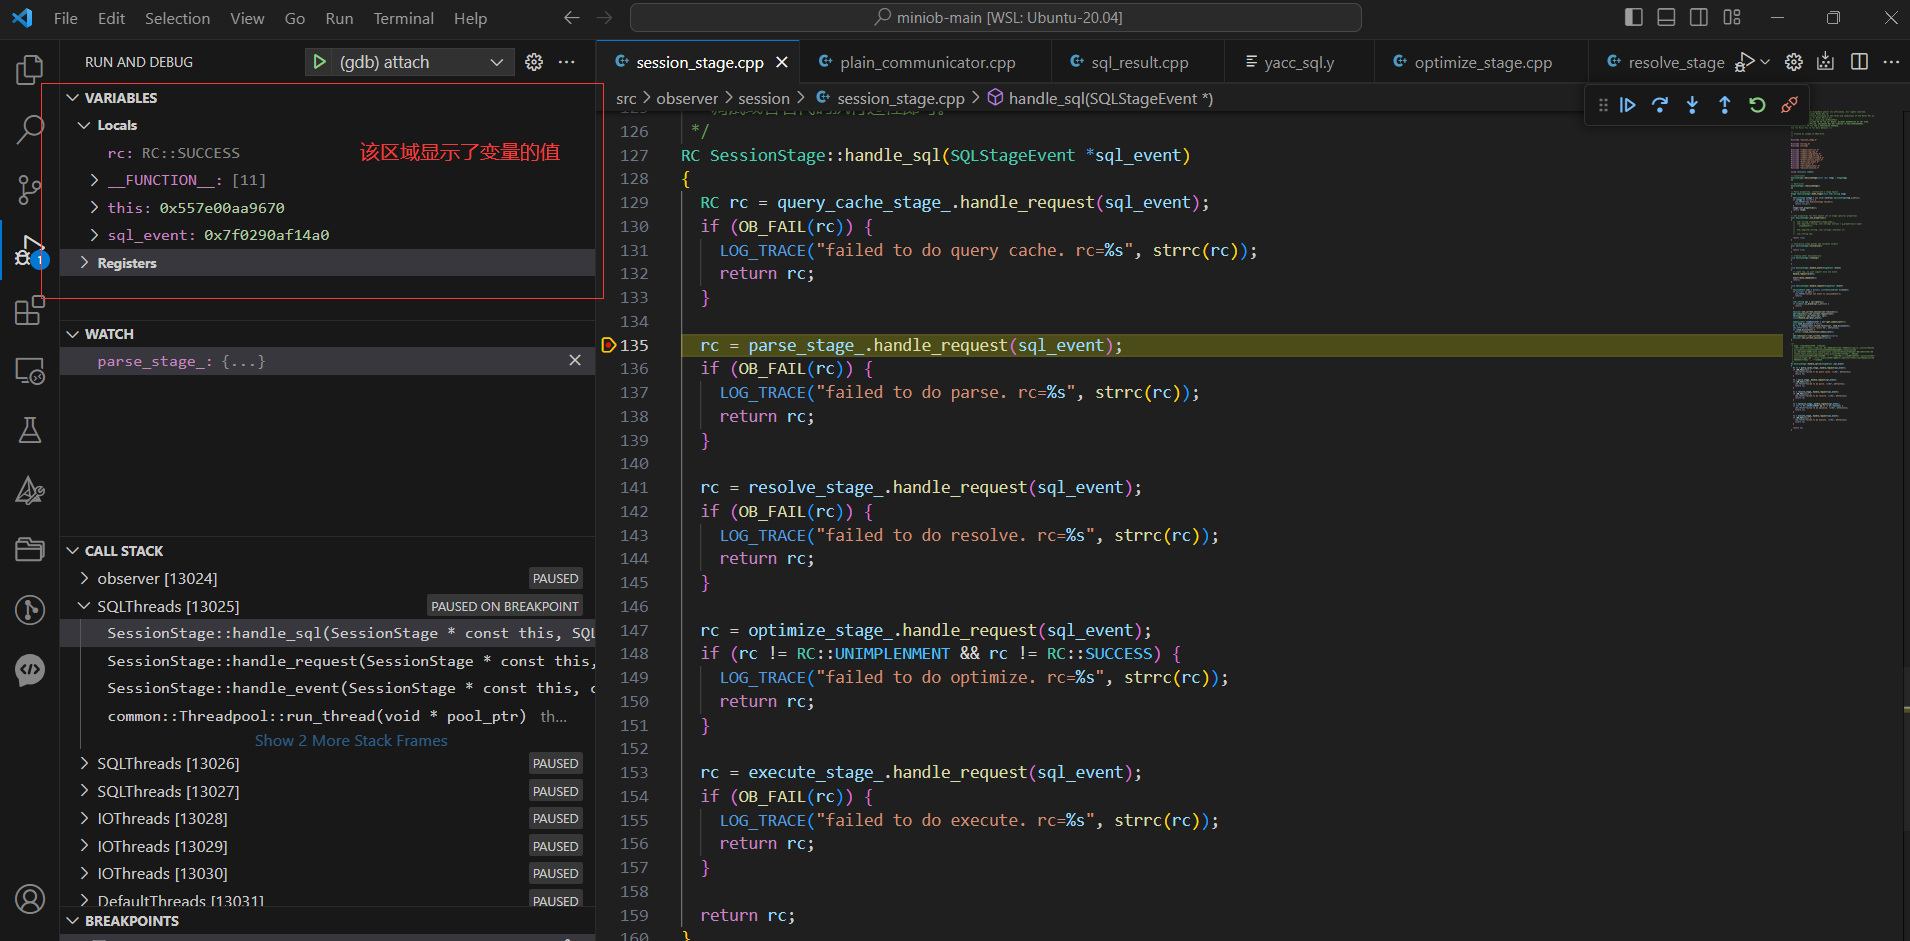 File Edit Selection View Go Run Terminal Help
miniob-main [WSL: Ubuntu-20.04]
RUN AND DEBUG
(gdb) attach
session_stage.cpp
plain_communicator.cpp
sql_result.cpp
yacc_sql.y
optimize_stage.cpp
resolve_stage
src > observer > session > session_stage.cpp > handle_sql(SQLStageEvent *)
VARIABLES
Locals
rc: RC::SUCCESS
该区域显示了变量的值
__FUNCTION__: [11]
this: 0x557e00aa9670
sql_event: 0x7f0290af14a0
Registers
1
WATCH
parse_stage_: {...}
CALL STACK
observer [13024] PAUSED
SQLThreads [13025] PAUSED ON BREAKPOINT
SessionStage::handle_sql(SessionStage * const this, SQL
SessionStage::handle_request(SessionStage * const this,
SessionStage::handle_event(SessionStage * const this, c
common::Threadpool::run_thread(void * pool_ptr) th...
Show 2 More Stack Frames
SQLThreads [13026] PAUSED
SQLThreads [13027] PAUSED
IOThreads [13028] PAUSED
IOThreads [13029] PAUSED
IOThreads [13030] PAUSED
DefaultThreads [13031] PAUSED
BREAKPOINTS
126 */
127 RC SessionStage::handle_sql(SQLStageEvent *sql_event)
128 {
129 RC rc = query_cache_stage_.handle_request(sql_event);
130 if (OB_FAIL(rc)) {
131 LOG_TRACE("failed to do query cache. rc=%s", strrc(rc));
132 return rc;
133 }
134
135 rc = parse_stage_.handle_request(sql_event);
136 if (OB_FAIL(rc)) {
137 LOG_TRACE("failed to do parse. rc=%s", strrc(rc));
138 return rc;
139 }
140
141 rc = resolve_stage_.handle_request(sql_event);
142 if (OB_FAIL(rc)) {
143 LOG_TRACE("failed to do resolve. rc=%s", strrc(rc));
144 return rc;
145 }
146
147 rc = optimize_stage_.handle_request(sql_event);
148 if (rc != RC::UNIMPLENMENT && rc != RC::SUCCESS) {
149 LOG_TRACE("failed to do optimize. rc=%s", strrc(rc));
150 return rc;
151 }
152
153 rc = execute_stage_.handle_request(sql_event);
154 if (OB_FAIL(rc)) {
155 LOG_TRACE("failed to do execute. rc=%s", strrc(rc));
156 return rc;
157 }
158
159 return rc;
160 }